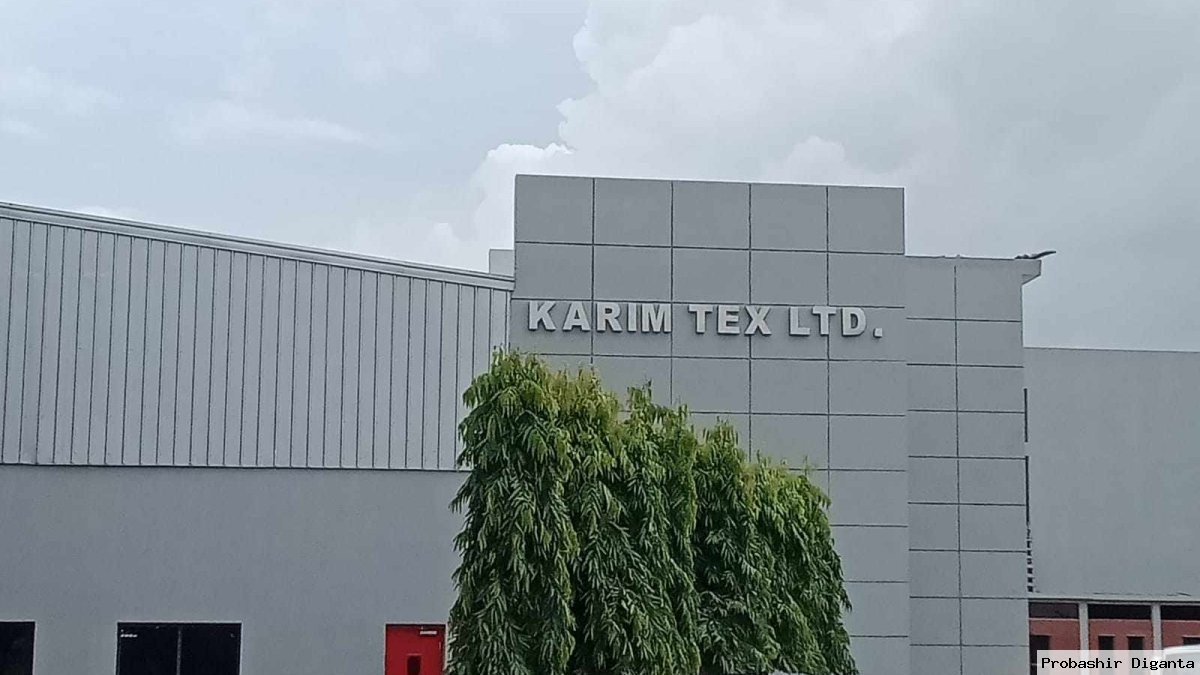 KARIM TEX LTD.
Probashir Diganta